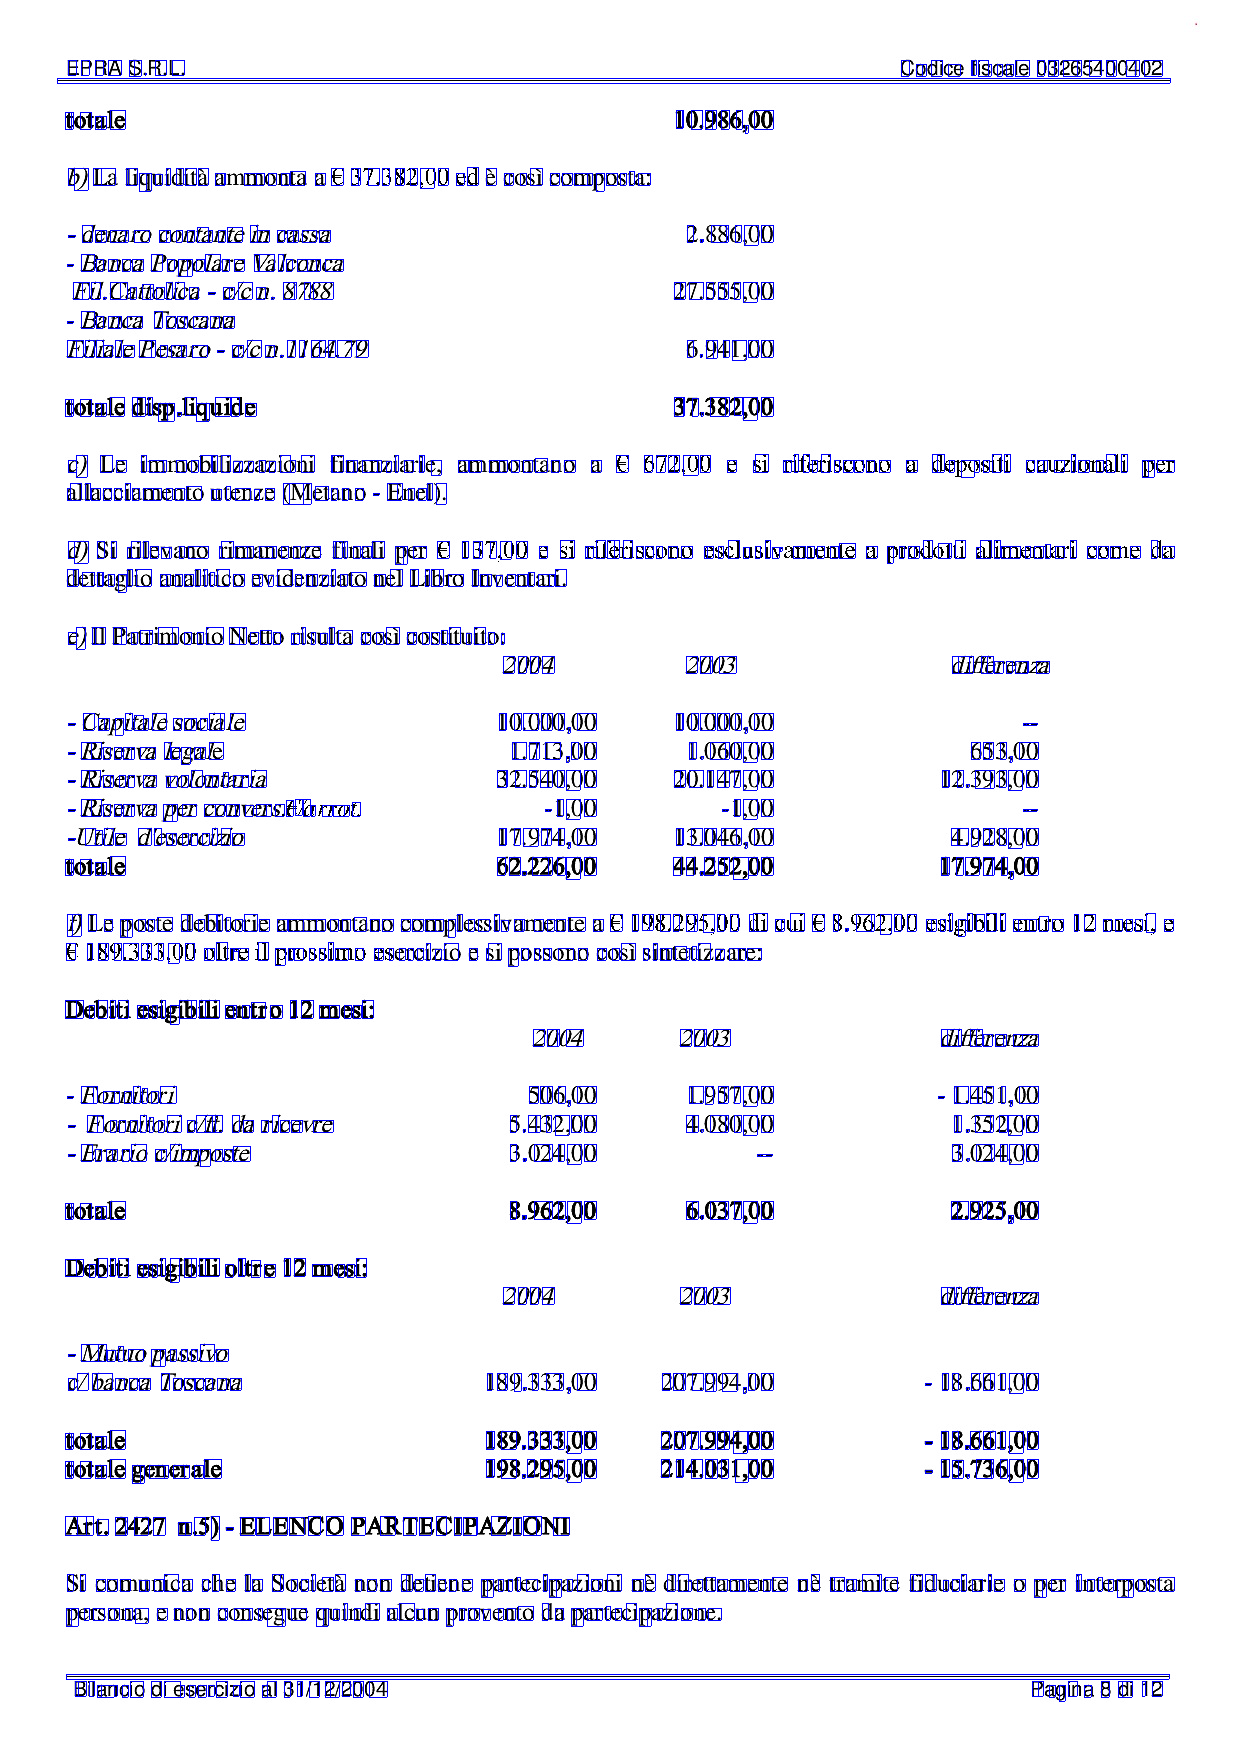 EPRA S.R.L. Codice fiscale 03265400402
totale 10.986,00
b) La liquidità ammonta a € 37.382,00 ed è così composta:
- denaro contante in cassa 2.886,00
- Banca Popolare Valconca
Fil.Cattolica - c/c n. 8788 27.555,00
- Banca Toscana
Filiale Pesaro - c/c n.1164.79 6.941,00
totale disp.liquide 37.382,00
c) Le immobilizzazioni finanziarie, ammontano a € 672,00 e si riferiscono a depositi cauzionali per
allacciamento utenze (Metano - Enel).
d) Si rilevano rimanenze finali per € 137,00 e si riferiscono esclusivamente a prodotti alimentari come da
dettaglio analitico evidenziato nel Libro Inventari.
e) Il Patrimonio Netto risulta così costituito:
2004 2003 differenza
- Capitale sociale 10.000,00 10.000,00 --
- Riserva legale 1.713,00 1.060,00 653,00
- Riserva volontaria 32.540,00 20.147,00 12.393,00
- Riserva per convers.€/arrot. -1,00 -1,00 --
-Utile d'esercizio 17.974,00 13.046,00 4.928,00
totale 62.226,00 44.252,00 17.974,00
f) Le poste debitorie ammontano complessivamente a € 198.295,00 di cui € 8.962,00 esigibili entro 12 mesi, e
€ 189.333,00 oltre il prossimo esercizio e si possono così sintetizzare:
Debiti esigibili entro 12 mesi:
2004 2003 differenza
- Fornitori 506,00 1.957,00 - 1.451,00
- Fornitori c/ft. da ricevre 5.432,00 4.080,00 1.352,00
- Erario c/imposte 3.024,00 -- 3.024,00
totale 8.962,00 6.037,00 2.925,00
Debiti esigibili oltre 12 mesi:
2004 2003 differenza
- Mutuo passivo
c/ banca Toscana 189.333,00 207.994,00 - 18.661,00
totale 189.333,00 207.994,00 - 18.661,00
totale generale 198.295,00 214.031,00 - 15.736,00
Art. 2427 n.5) - ELENCO PARTECIPAZIONI
Si comunica che la Società non detiene partecipazioni nè direttamente nè tramite fiduciarie o per interposta
persona, e non consegue quindi alcun provento da partecipazione.
Bilancio di esercizio al 31/12/2004 Pagina 8 di 12